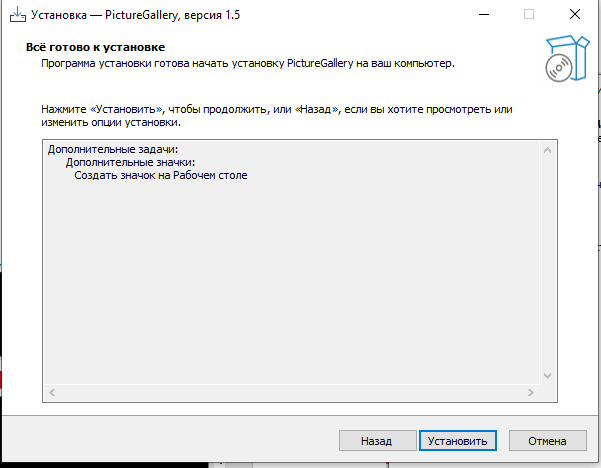 Установка — PictureGallery, версия 1.5
Всё готово к установке
Программа установки готова начать установку PictureGallery на ваш компьютер.
Нажмите «Установить», чтобы продолжить, или «Назад», если вы хотите просмотреть или
изменить опции установки.
Дополнительные задачи:
Дополнительные значки:
Создать значок на Рабочем столе
Назад
Установить
Отмена